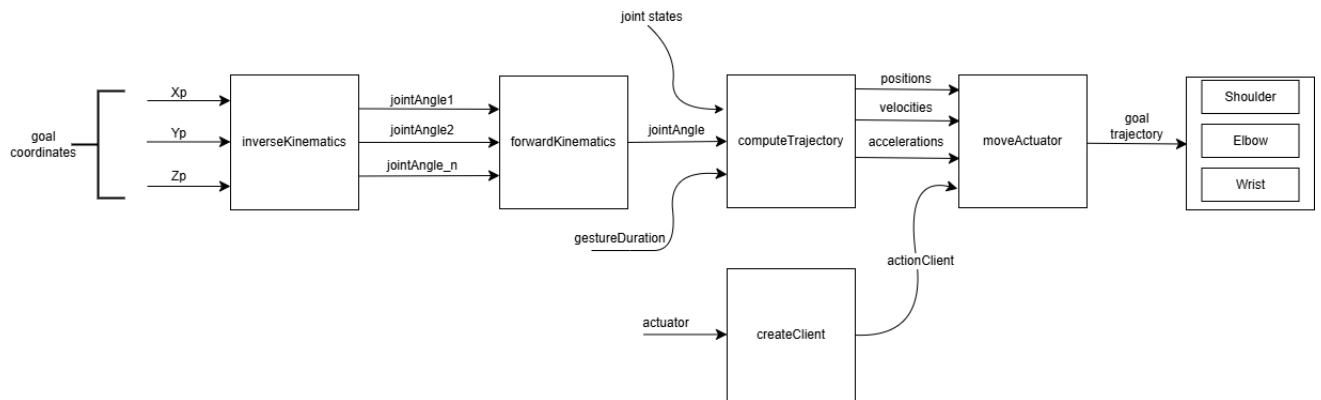 joint states
goal
coordinates
Xp
Yp
Zp
inverseKinematics
jointAngle1
jointAngle2
jointAngle_n
forwardKinematics
jointAngle
gestureDuration
computeTrajectory
positions
velocities
accelerations
moveActuator
goal
trajectory
Shoulder
Elbow
Wrist
actionClient
actuator
createClient